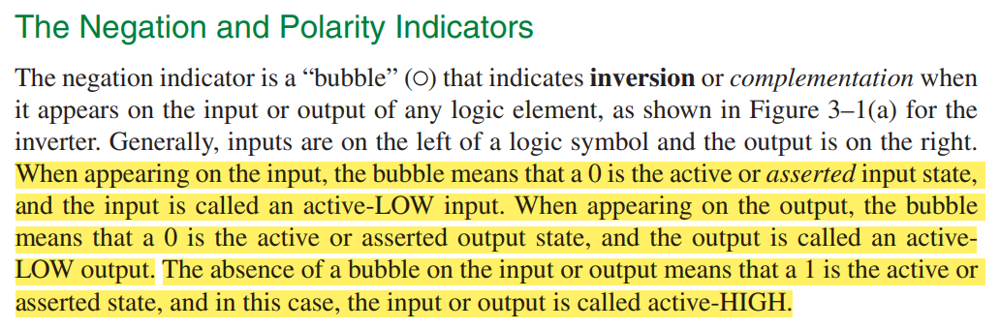 The Negation and Polarity Indicators
The negation indicator is a “bubble” (○) that indicates inversion or complementation when
it appears on the input or output of any logic element, as shown in Figure 3–1(a) for the
inverter. Generally, inputs are on the left of a logic symbol and the output is on the right.
When appearing on the input, the bubble means that a 0 is the active or asserted input state,
and the input is called an active-LOW input. When appearing on the output, the bubble
means that a 0 is the active or asserted output state, and the output is called an active-
LOW output. The absence of a bubble on the input or output means that a 1 is the active or
asserted state, and in this case, the input or output is called active-HIGH.